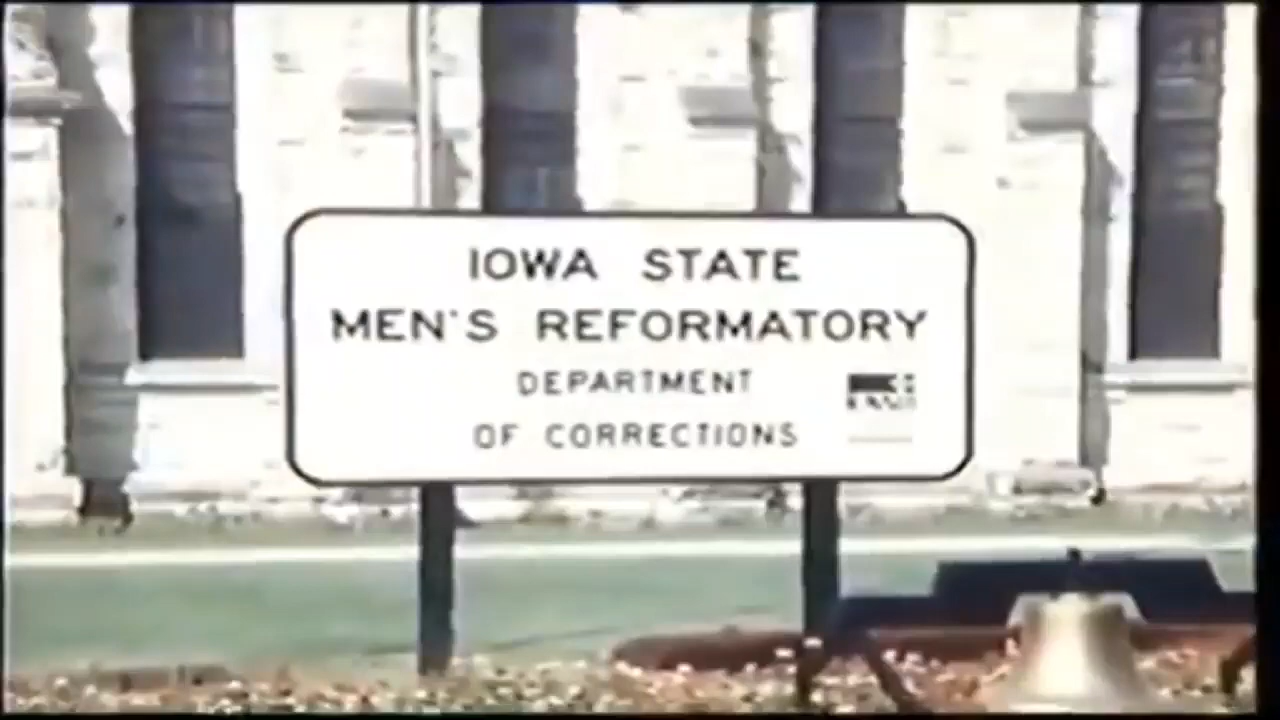 IOWA STATE
MEN'S REFORMATORY
DEPARTMENT
OF CORRECTIONS